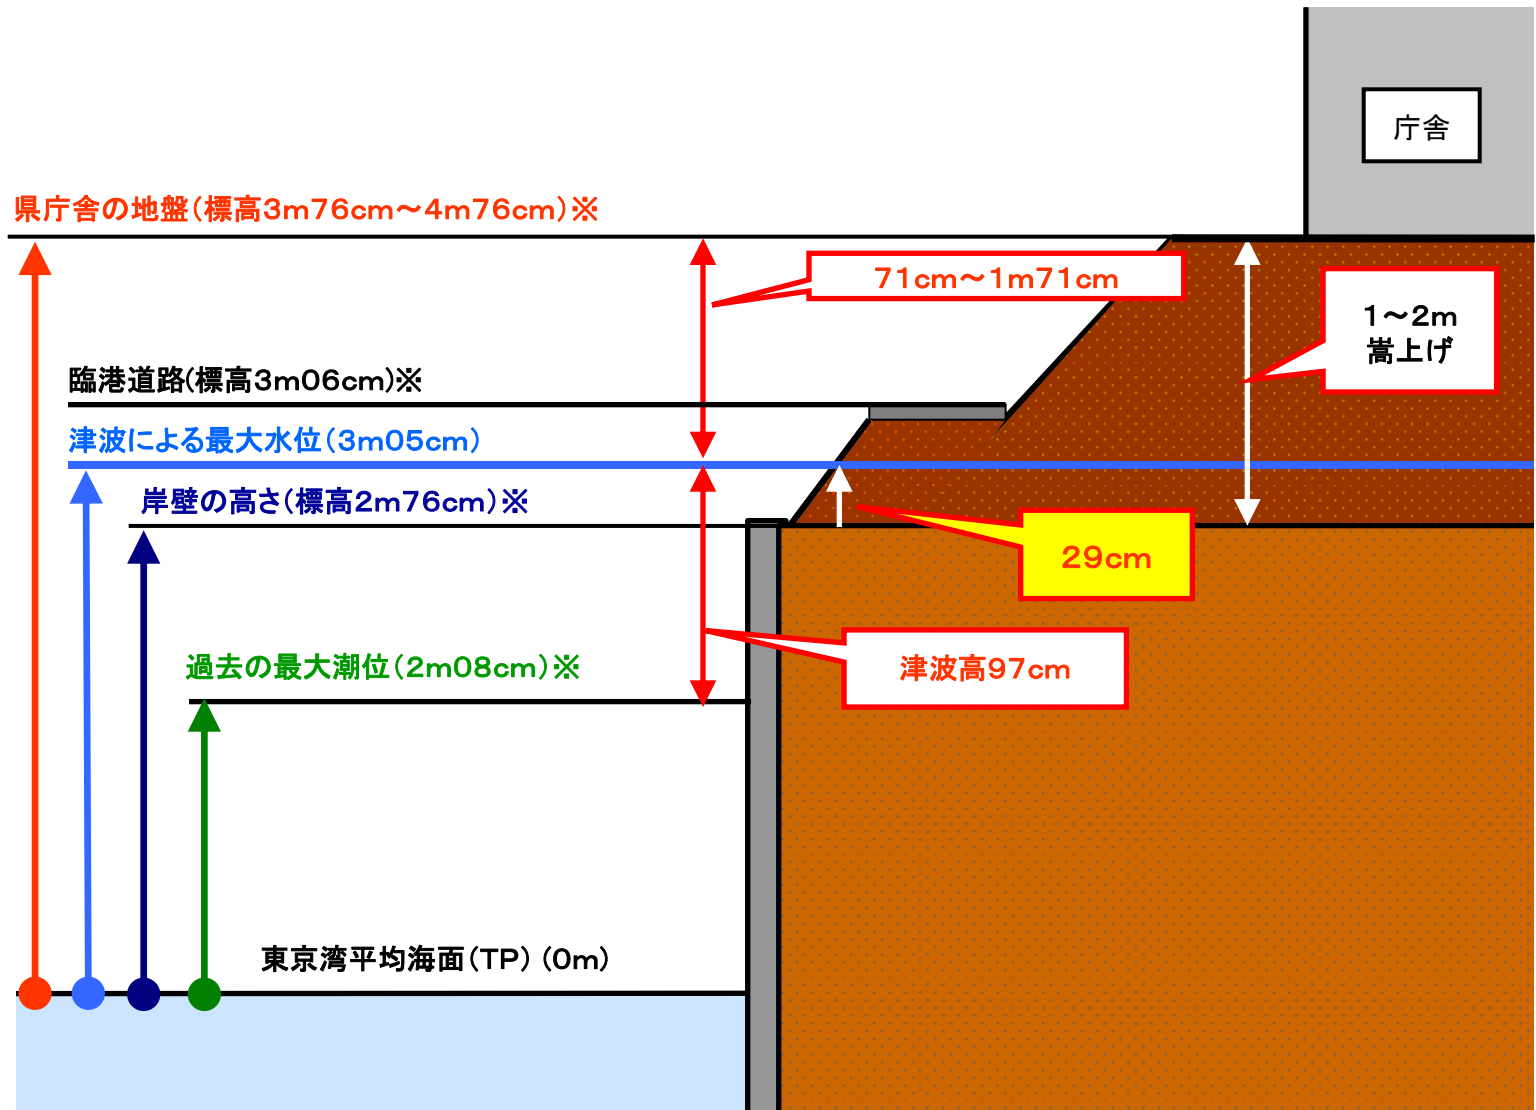 庁舎
県庁舎の地盤(標高3m76cm～4m76cm)※
71cm～1m71cm
1～2m
嵩上げ
臨港道路(標高3m06cm)※
津波による最大水位(3m05cm)
岸壁の高さ(標高2m76cm)※
29cm
過去の最大潮位(2m08cm)※
津波高97cm
東京湾平均海面(TP)(0m)